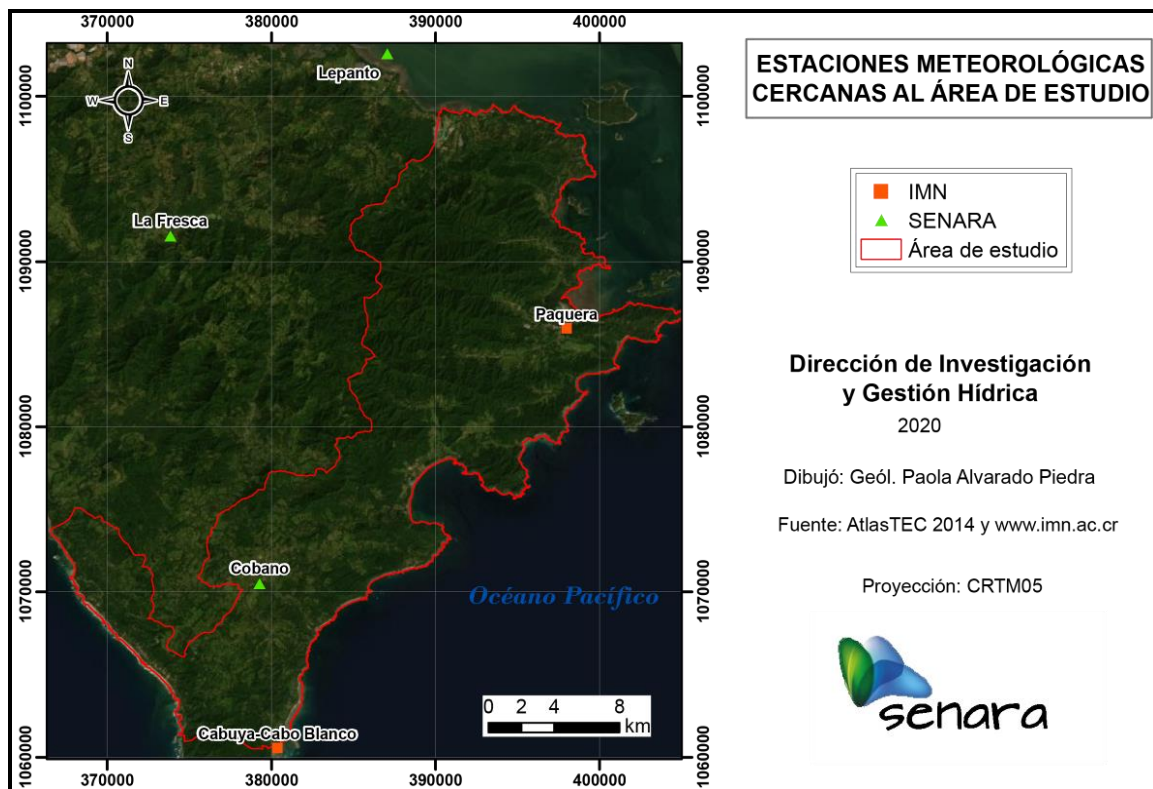 370000 380000 390000 400000
1100000
1090000
1080000
1070000
1060000
N
W E
S
Lepanto
La Fresca
Paquera
Cobano
Océano Pacífico
Cabuya-Cabo Blanco
0 2 4 8
km
1100000
1090000
1080000
1070000
1060000
370000 380000 390000 400000
ESTACIONES METEOROLÓGICAS
CERCANAS AL ÁREA DE ESTUDIO
IMN
SENARA
Área de estudio
Dirección de Investigación
y Gestión Hídrica
2020
Dibujó: Geól. Paola Alvarado Piedra
Fuente: AtlasTEC 2014 y www.imn.ac.cr
Proyección: CRTM05
senara